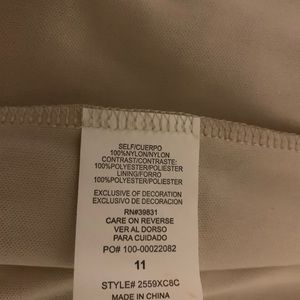 SELF/CUERPO
100%NYLON/NYLON
CONTRAST/CONTRASTE:
100%POLYESTER/POLIESTER
LINING/FORRO
100%POLYESTER/POLIESTER
EXCLUSIVE OF DECORATION
EXCLUSIVO DE DECORACION
RN#39831
CARE ON REVERSE
VER AL DORSO
PARA CUIDADO
PO# 100-00022082
11
STYLE# 2559XC8C
MADE IN CHINA